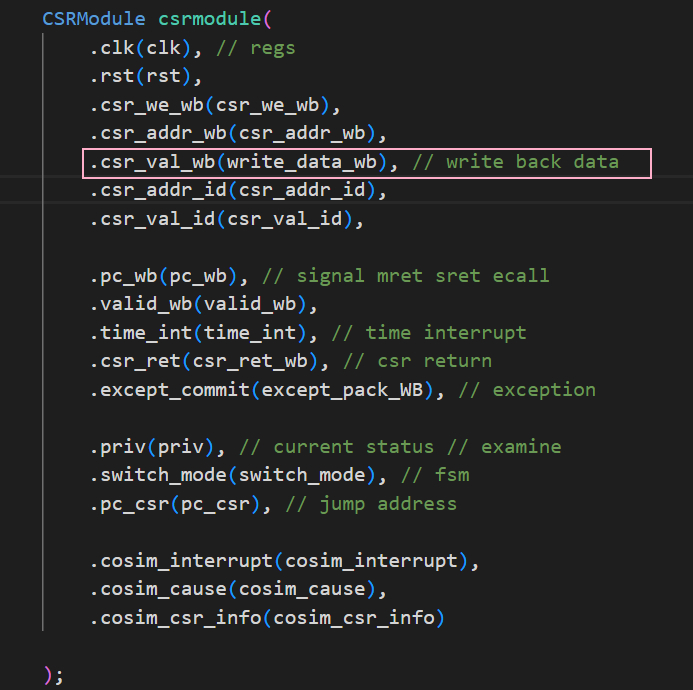 CSRModule csrmodule(
.clk(clk), // regs
.rst(rst),
.csr_we_wb(csr_we_wb),
.csr_addr_wb(csr_addr_wb),
.csr_val_wb(write_data_wb), // write back data
.csr_addr_id(csr_addr_id),
.csr_val_id(csr_val_id),
.pc_wb(pc_wb), // signal mret sret ecall
.valid_wb(valid_wb),
.time_int(time_int), // time interrupt
.csr_ret(csr_ret_wb), // csr return
.except_commit(except_pack_WB), // exception
.priv(priv), // current status // examine
.switch_mode(switch_mode), // fsm
.pc_csr(pc_csr), // jump address
.cosim_interrupt(cosim_interrupt),
.cosim_cause(cosim_cause),
.cosim_csr_info(cosim_csr_info)
);